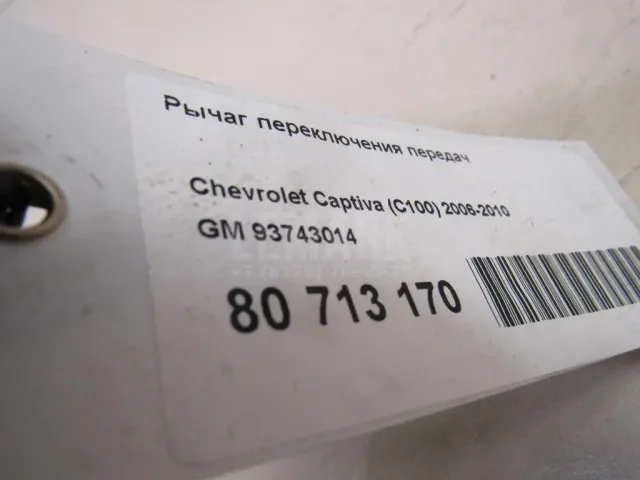 Рычаг переключения передач
Chevrolet Captiva (C100) 2006-2010
GM 93743014
80 713 170